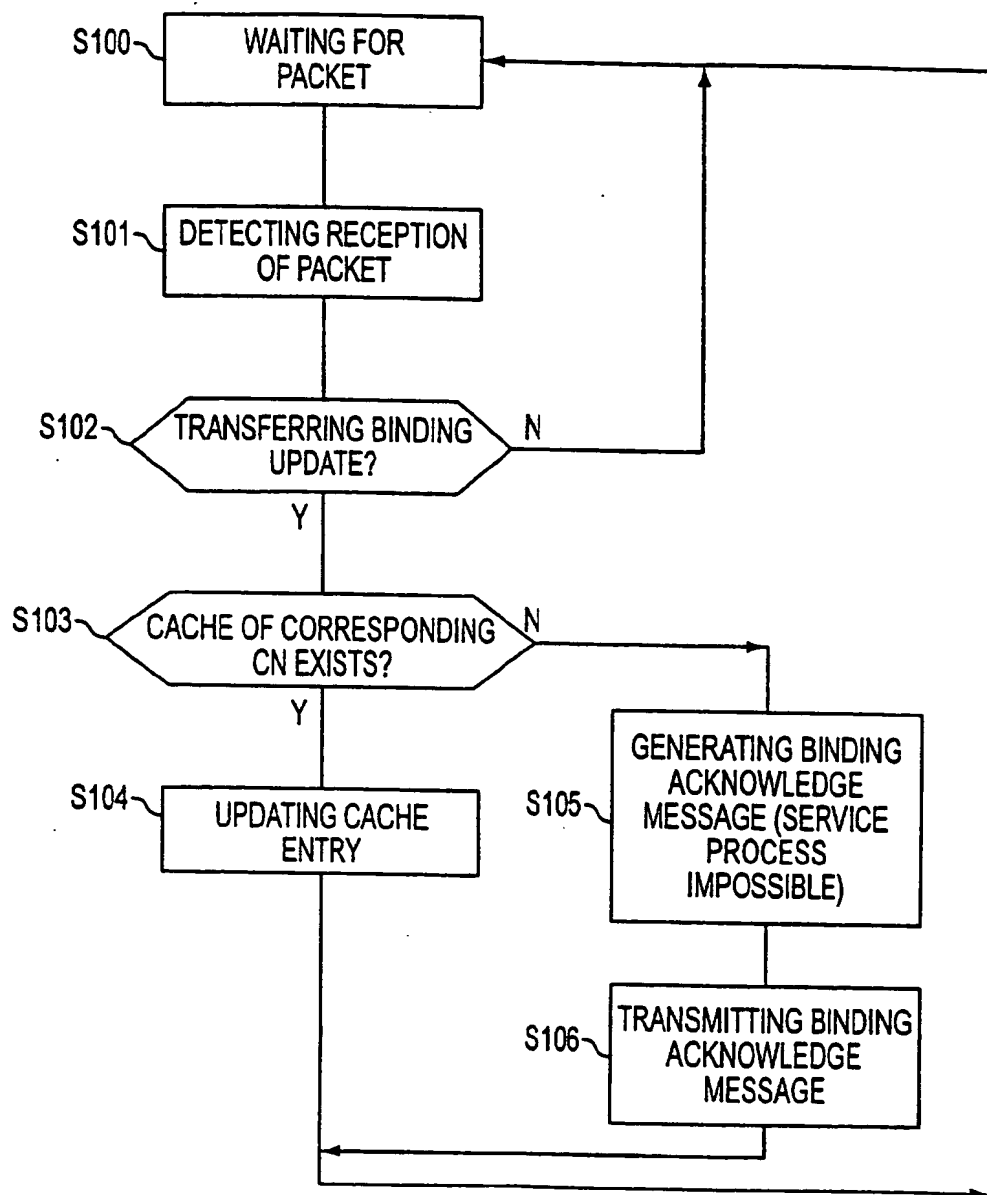 S100
WAITING FOR
PACKET
S101
DETECTING RECEPTION
OF PACKET
S102
TRANSFERRING BINDING
UPDATE?
N
Y
S103
CACHE OF CORRESPONDING
CN EXISTS?
N
Y
S104
UPDATING CACHE
ENTRY
S105
GENERATING BINDING
ACKNOWLEDGE
MESSAGE (SERVICE
PROCESS
IMPOSSIBLE)
S106
TRANSMITTING BINDING
ACKNOWLEDGE
MESSAGE